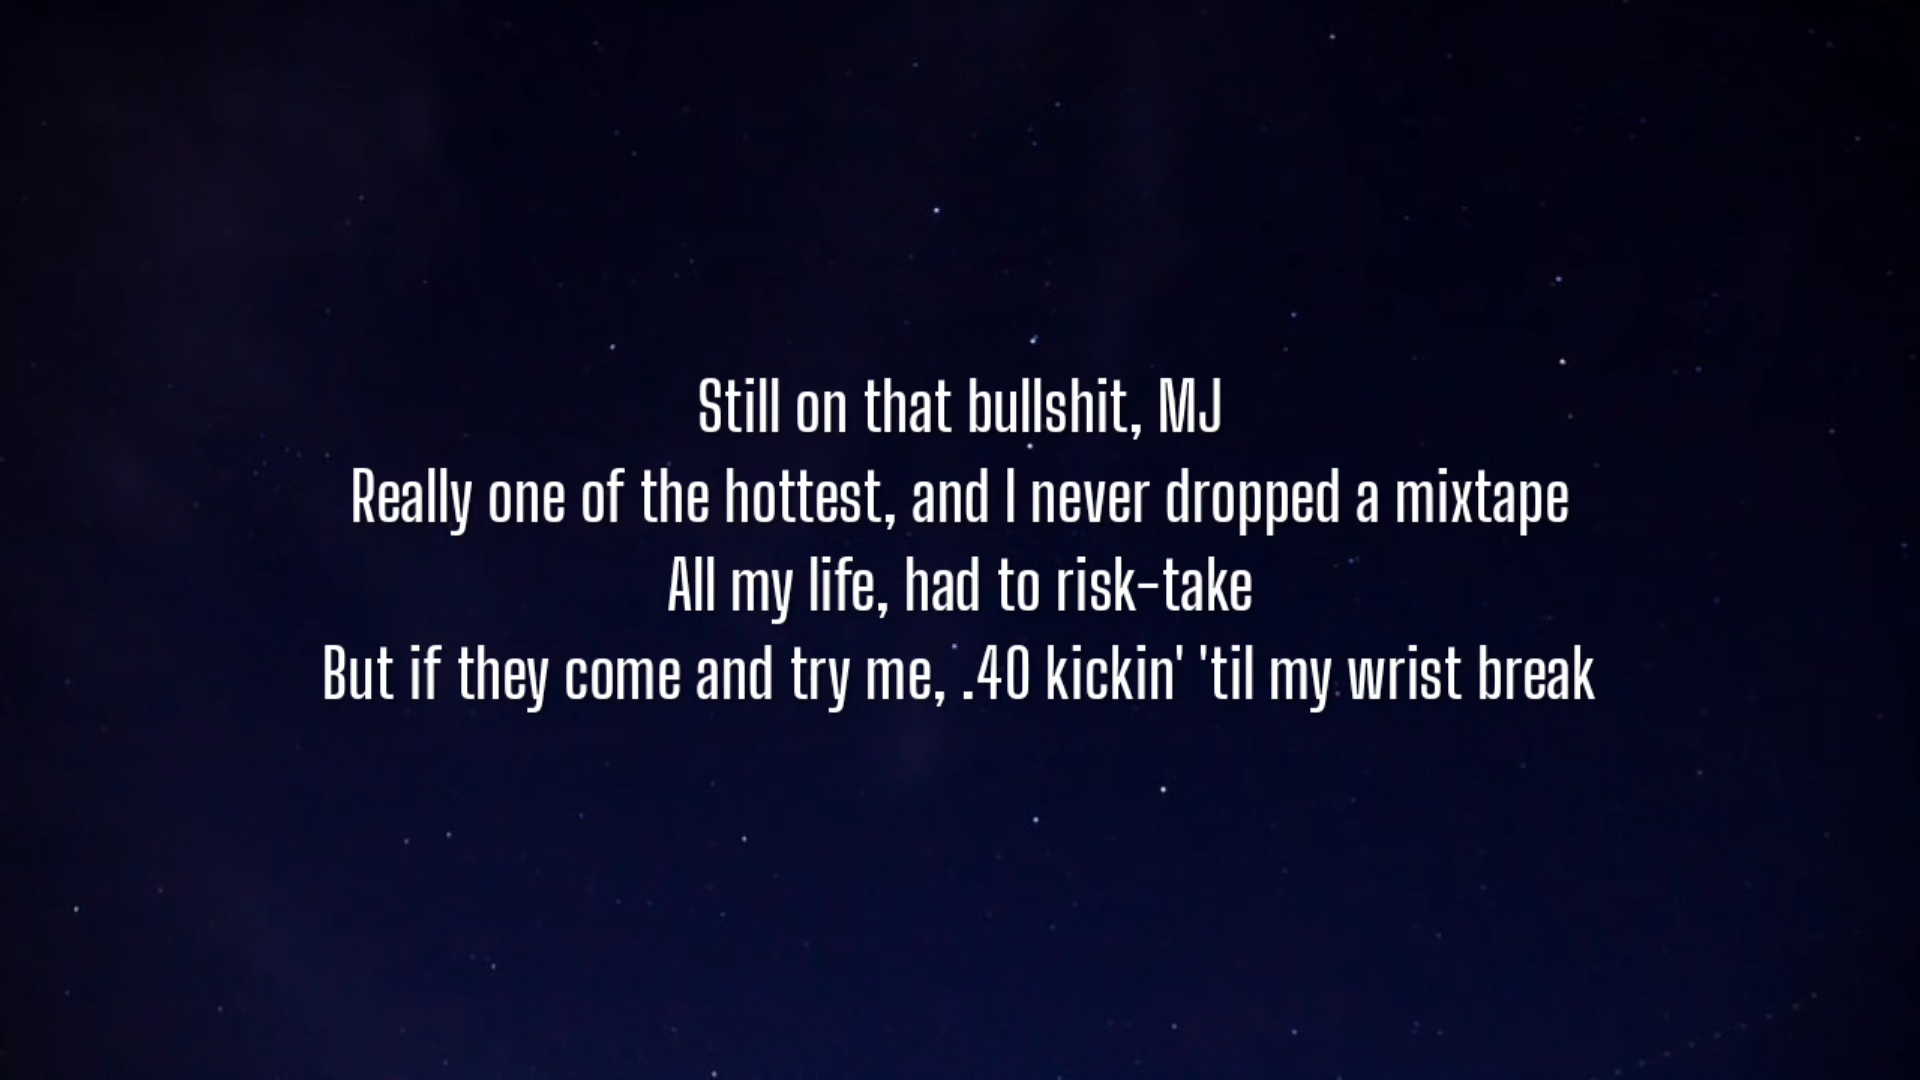 Still on that bullshit, MJ
Really one of the hottest, and I never dropped a mixtape
All my life, had to risk-take
But if they come and try me, .40 kickin' 'til my wrist break